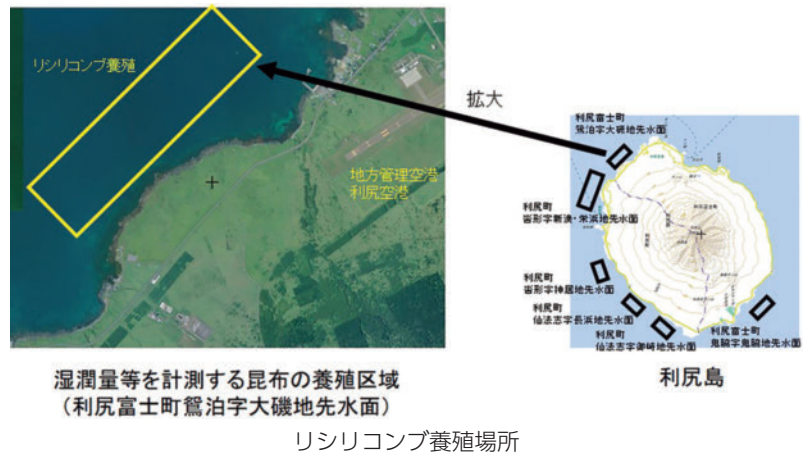 リシリコンブ養殖
地方管理空港
利尻空港
拡大
利尻富士町
鴛泊字大磯地先水面
利尻町
沓形字新湊・栄浜地先水面
利尻町
沓形字神居地先水面
利尻町
仙法志字長浜地先水面
利尻町
仙法志字御崎地先水面
利尻富士町
鬼脇字鬼脇地先水面
利尻富士町
利尻島
湿潤量等を計測する昆布の養殖区域
（利尻富士町鴛泊字大磯地先水面）
リシリコンブ養殖場所